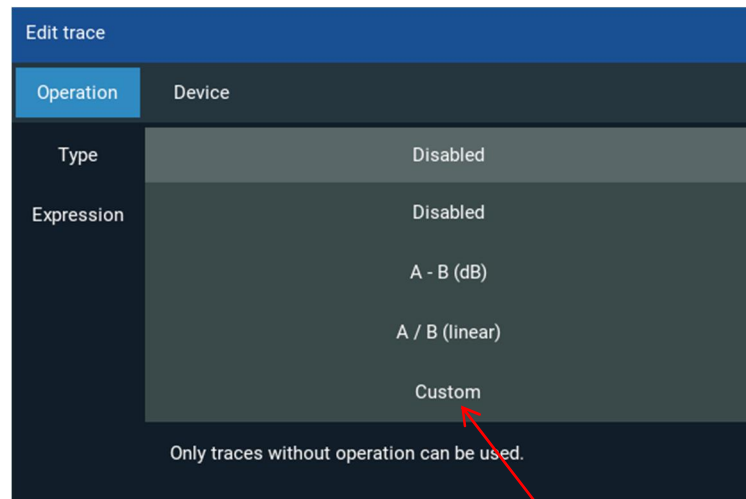 Edit trace
Operation Device
Type Disabled
Expression Disabled
A - B (dB)
A / B (linear)
Custom
Only traces without operation can be used.